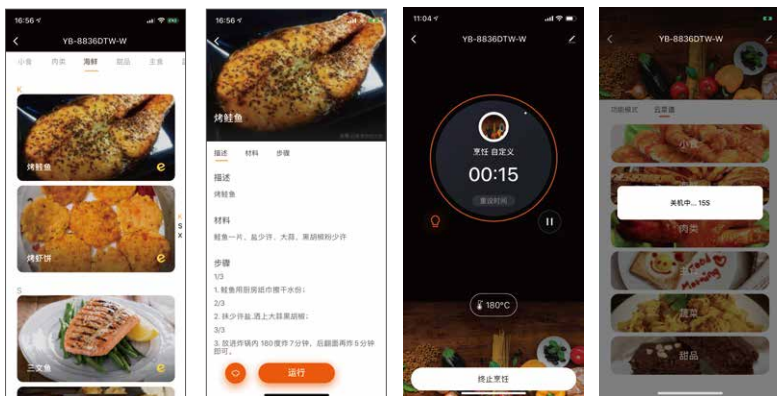 16:56
YB-8836DTW-W
小食 肉类 海鲜 甜品 主食
K
烤鲑鱼
烤虾饼
K
S
X
S
三文鱼
16:56
烤鲑鱼
描述 材料 步骤
描述
烤鲑鱼
材料
鲑鱼一片、盐少许、大蒜、黑胡椒粉少许
步骤
1/3
1. 鲑鱼用厨房纸巾擦干水份；
2/3
2. 抹少许盐,洒上大蒜黑胡椒；
3/3
3. 放进炸锅内 180度炸7分钟，后翻面再炸5分钟
即可。
运行
11:04
YB-8836DTW-W
烹饪 自定义
00:15
重设时间
180°C
终止烹饪
YB-8836DTW-W
功能模式 云菜谱
小食
关机中... 15S
肉类
主食
蔬菜
甜品